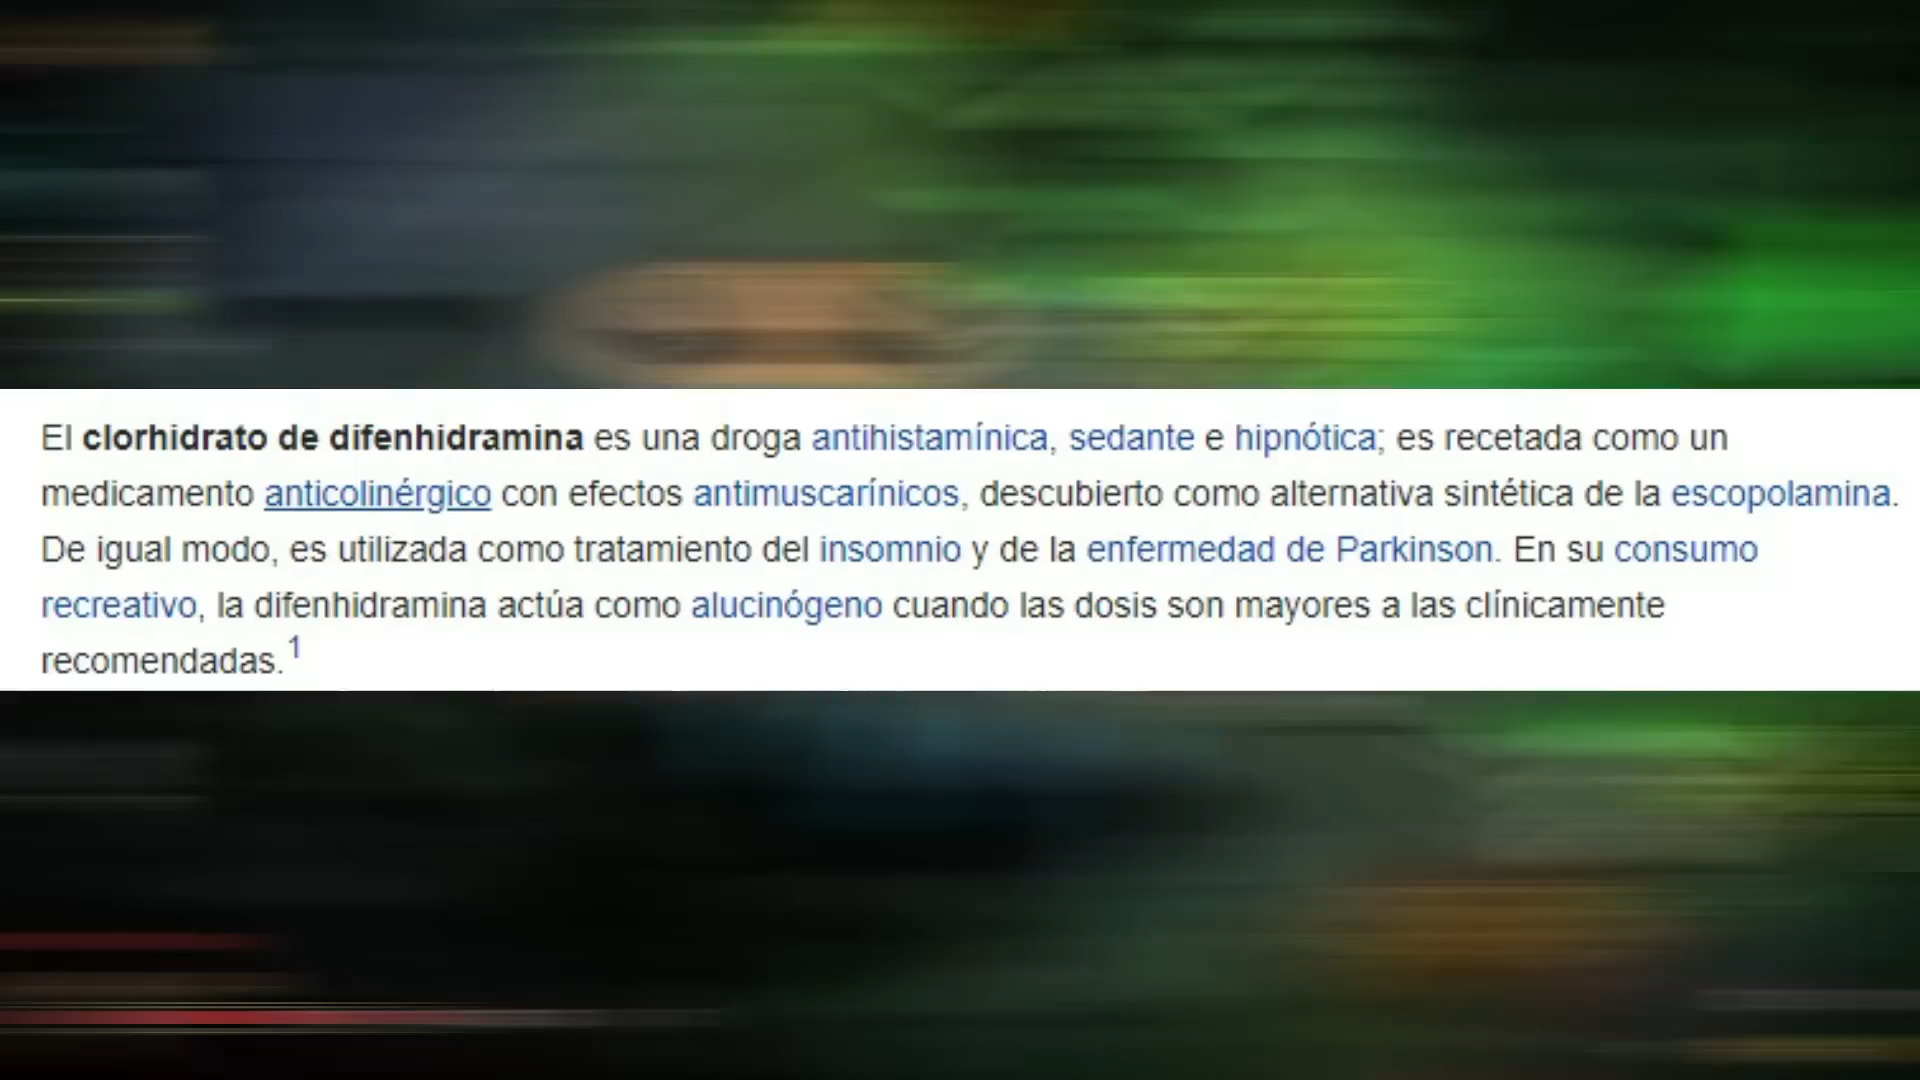 El clorhidrato de difenhidramina es una droga antihistamínica, sedante e hipnótica; es recetada como un
medicamento anticolinérgico con efectos antimuscarínicos, descubierto como alternativa sintética de la escopolamina.
De igual modo, es utilizada como tratamiento del insomnio y de la enfermedad de Parkinson. En su consumo
recreativo, la difenhidramina actúa como alucinógeno cuando las dosis son mayores a las clínicamente
recomendadas.1